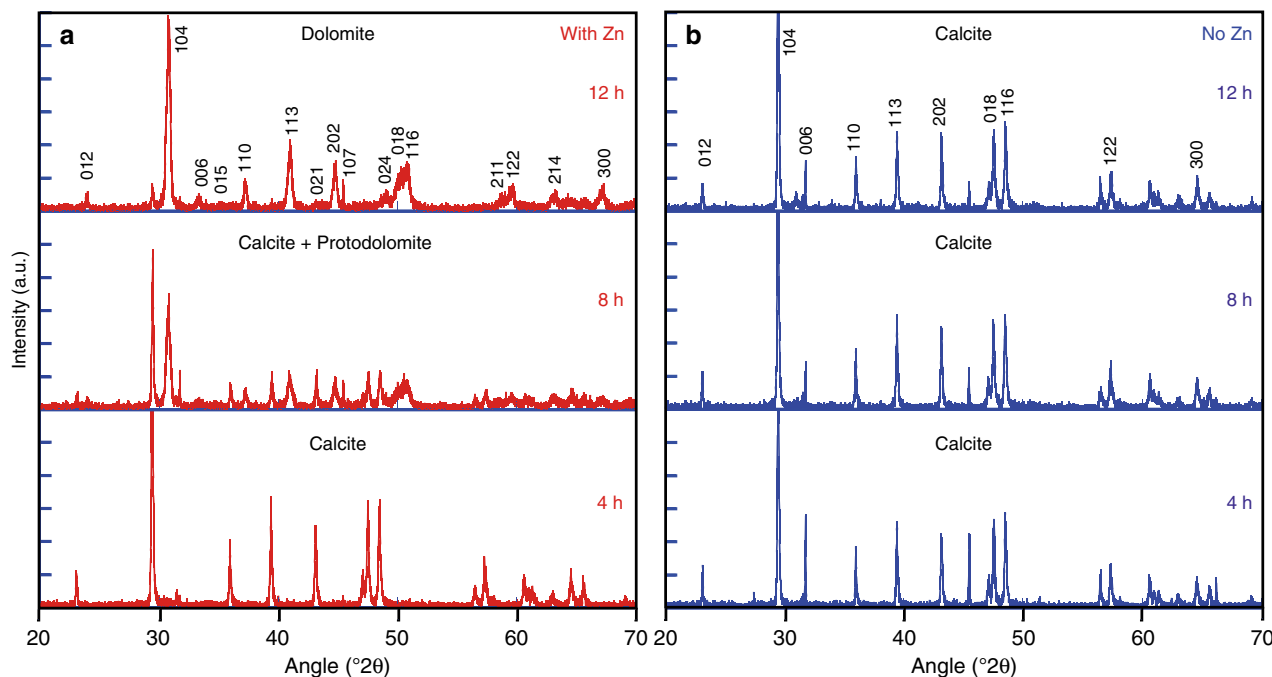 a
Dolomite
With Zn
12 h
012
104
006
015
110
113
021
202
107
024
018
116
211
122
214
300
Calcite + Protodolomite
8 h
Calcite
4 h
Intensity (a.u.)
20 30 40 50 60 70
Angle (°2θ)
b
Calcite
No Zn
12 h
012
104
006
110
113
202
018
116
122
300
Calcite
8 h
Calcite
4 h
20 30 40 50 60 70
Angle (°2θ)